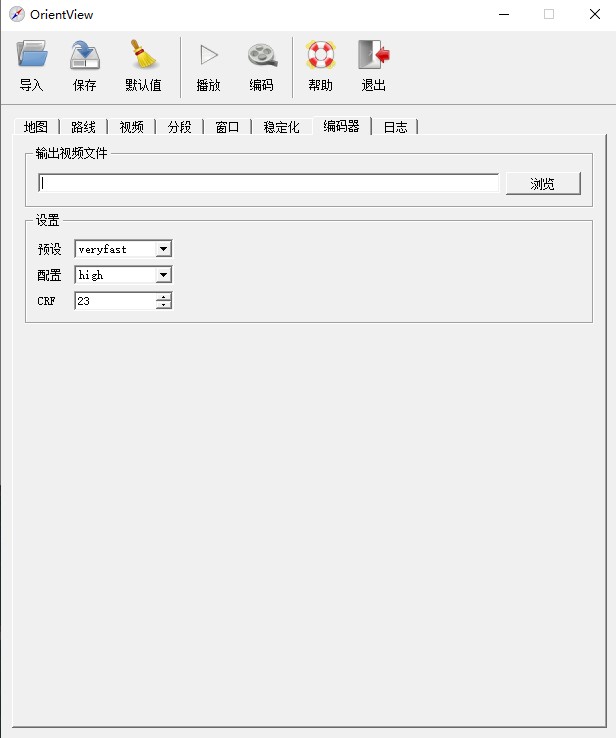 OrientView
导入 保存 默认值 播放 编码 帮助 退出
地图 路线 视频 分段 窗口 稳定化 编码器 日志
输出视频文件
浏览
设置
预设 veryfast
配置 high
CRF 23